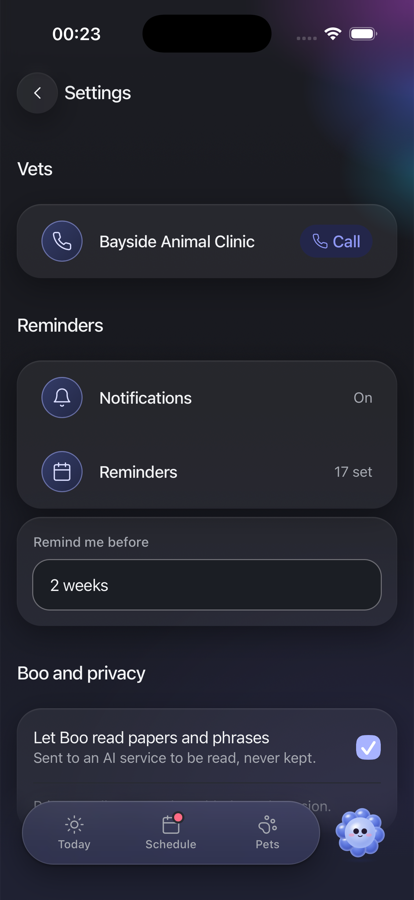 00:23
Settings
Vets
Bayside Animal Clinic
Call
Reminders
Notifications
On
Reminders
17 set
Remind me before
2 weeks
Boo and privacy
Let Boo read papers and phrases
Sent to an AI service to be read, never kept.
Today
Schedule
Pets